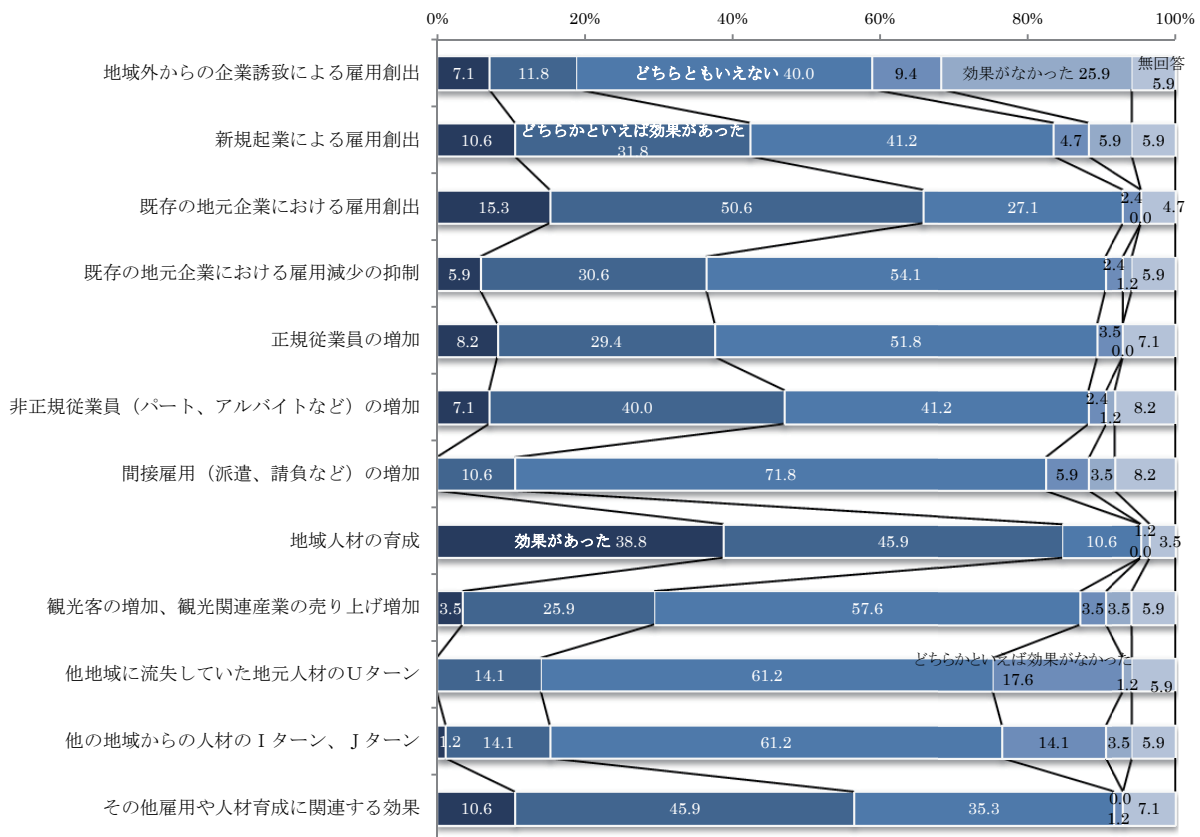 0% 20% 40% 60% 80% 100%
地域外からの企業誘致による雇用創出 7.1 11.8 どちらともいえない 40.0 9.4 効果がなかった 25.9 無回答 5.9
新規起業による雇用創出 10.6 どちらかといえば効果があった 31.8 41.2 4.7 5.9 5.9
既存の地元企業における雇用創出 15.3 50.6 27.1 2.4 0.0 4.7
既存の地元企業における雇用減少の抑制 5.9 30.6 54.1 2.4 1.2 5.9
正規従業員の増加 8.2 29.4 51.8 3.5 0.0 7.1
非正規従業員（パート、アルバイトなど）の増加 7.1 40.0 41.2 2.4 1.2 8.2
間接雇用（派遣、請負など）の増加 10.6 71.8 5.9 3.5 8.2
地域人材の育成 効果があった 38.8 45.9 10.6 1.2 0.0 3.5
観光客の増加、観光関連産業の売り上げ増加 3.5 25.9 57.6 3.5 3.5 5.9
他地域に流失していた地元人材のUターン 14.1 61.2 どちらかといえば効果がなかった 17.6 1.2 5.9
他の地域からの人材のIターン、Jターン 1.2 14.1 61.2 14.1 3.5 5.9
その他雇用や人材育成に関連する効果 10.6 45.9 35.3 0.0 1.2 7.1